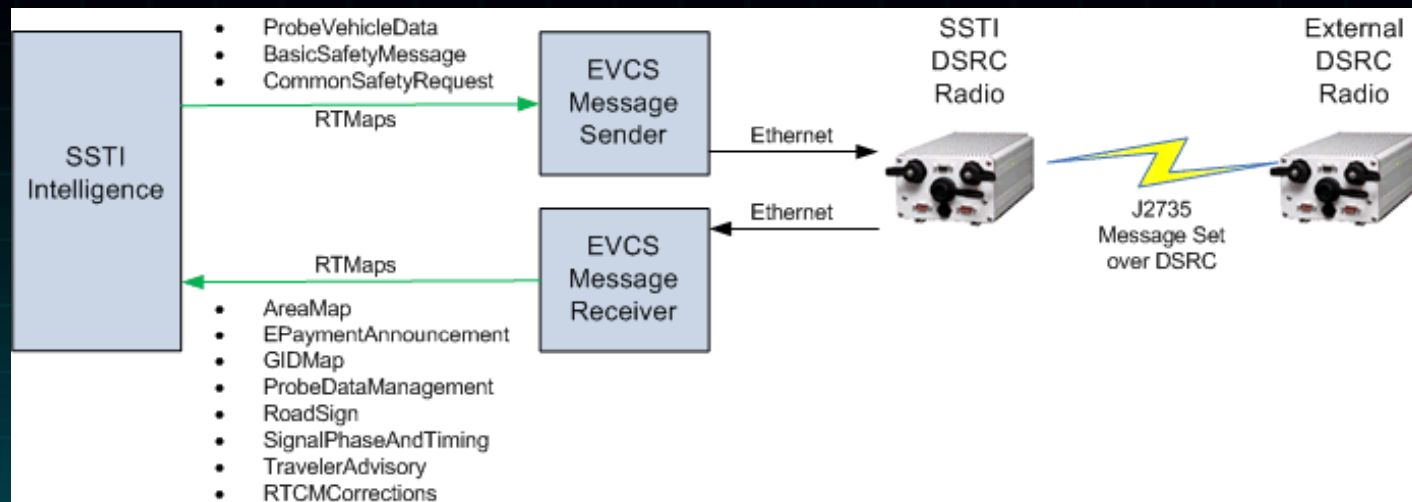 SSTI
Intelligence
• ProbeVehicleData
• BasicSafetyMessage
• CommonSafetyRequest
RTMaps
EVCS
Message
Sender
Ethernet
SSTI
DSRC
Radio
External
DSRC
Radio
J2735
Message Set
over DSRC
Ethernet
EVCS
Message
Receiver
RTMaps
• AreaMap
• EPaymentAnnouncement
• GIDMap
• ProbeDataManagement
• RoadSign
• SignalPhaseAndTiming
• TravelerAdvisory
• RTCMCorrections